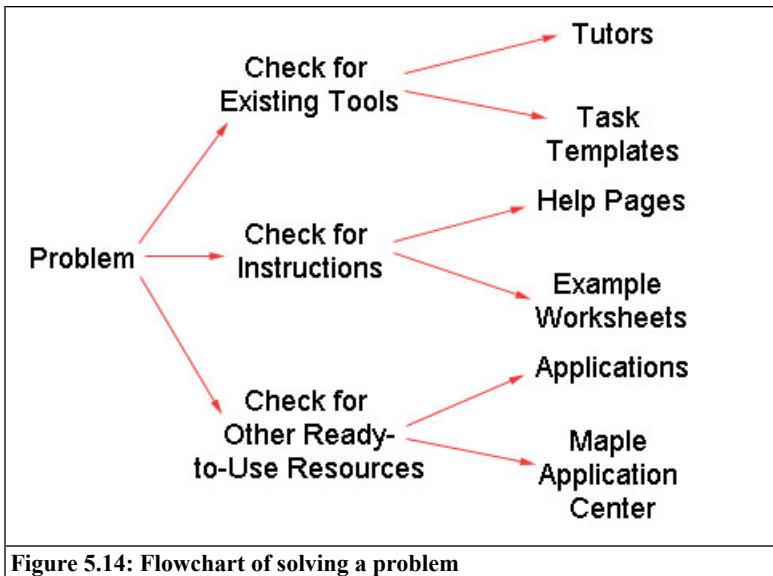 Problem
Check for
Existing Tools
Tutors
Task
Templates
Check for
Instructions
Help Pages
Example
Worksheets
Check for
Other Ready-
to-Use Resources
Applications
Maple
Application
Center
Figure 5.14: Flowchart of solving a problem